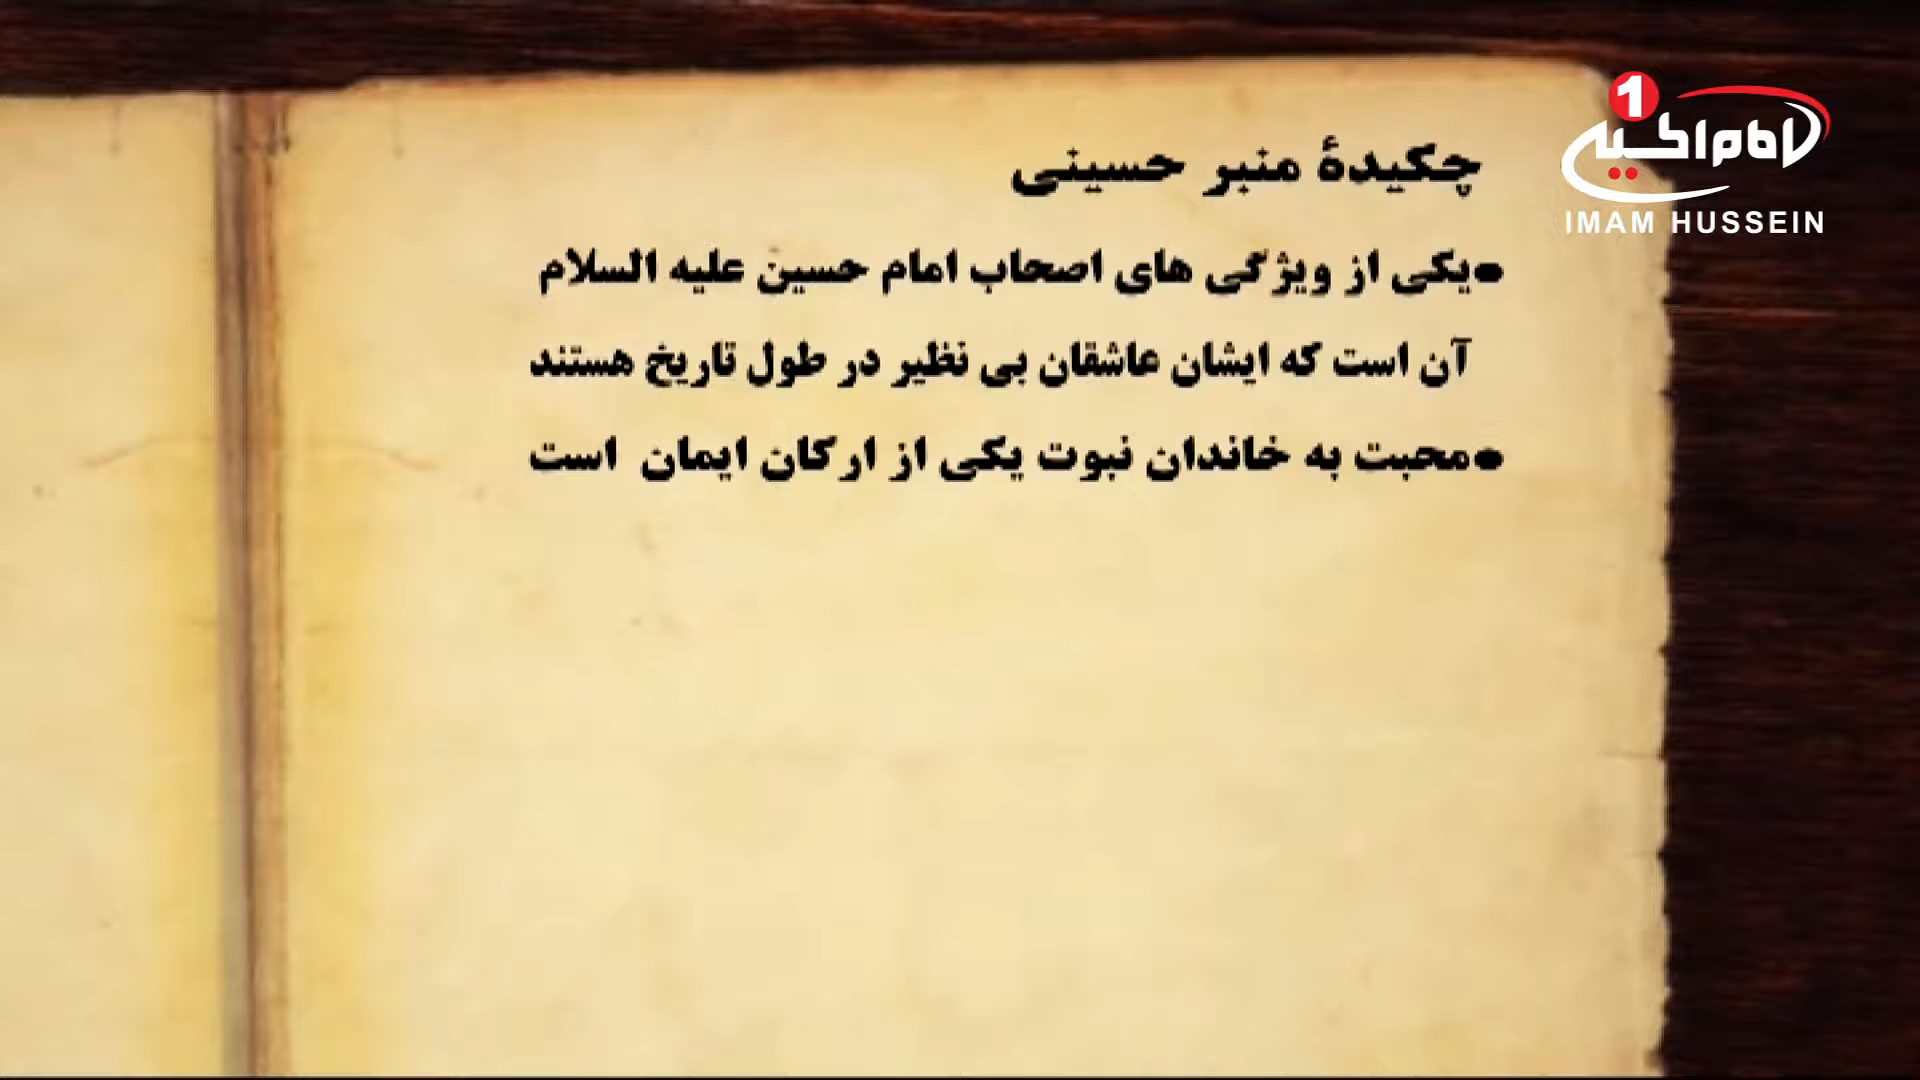 چکیدهٔ منبر حسینی
•یکی از ویژگی های اصحاب امام حسین علیه السلام
آن است که ایشان عاشقان بی نظیر در طول تاریخ هستند
•محبت به خاندان نبوت یکی از ارکان ایمان است
1
امام حسین
IMAM HUSSEIN